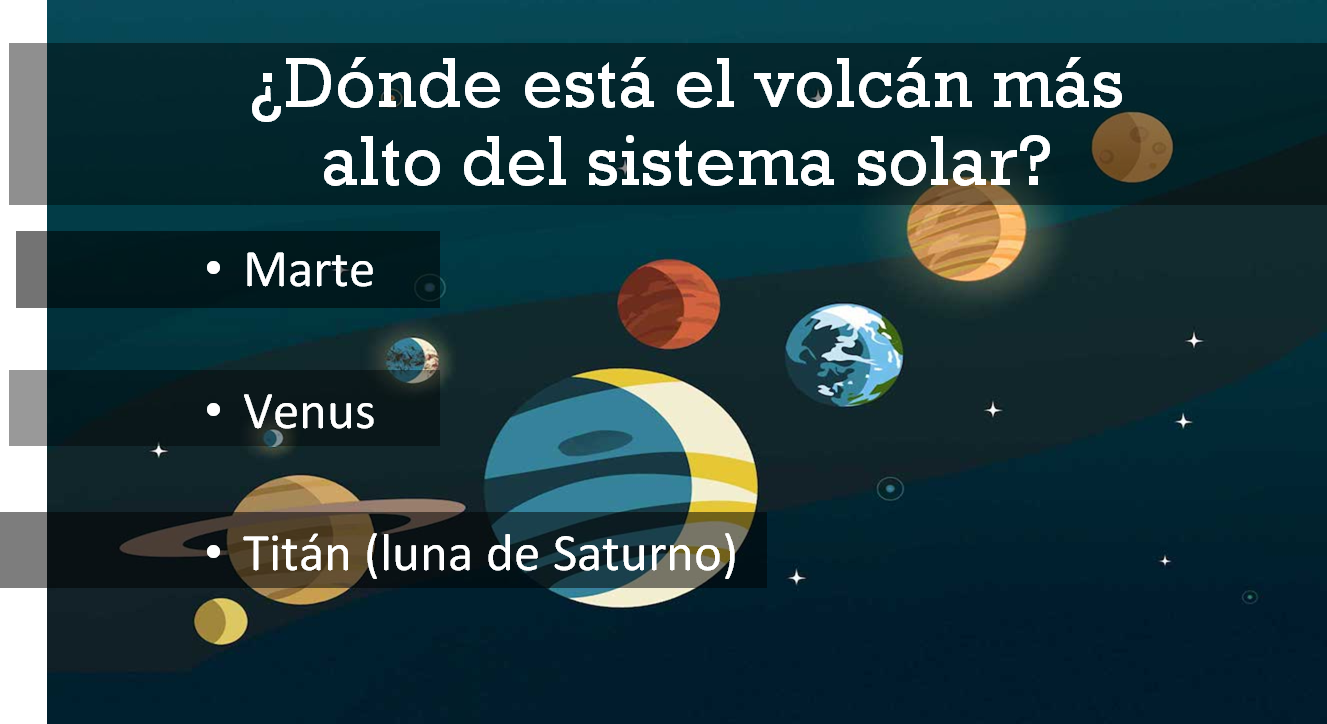 ¿Dónde está el volcán más
alto del sistema solar?
• Marte
• Venus
• Titán (luna de Saturno)